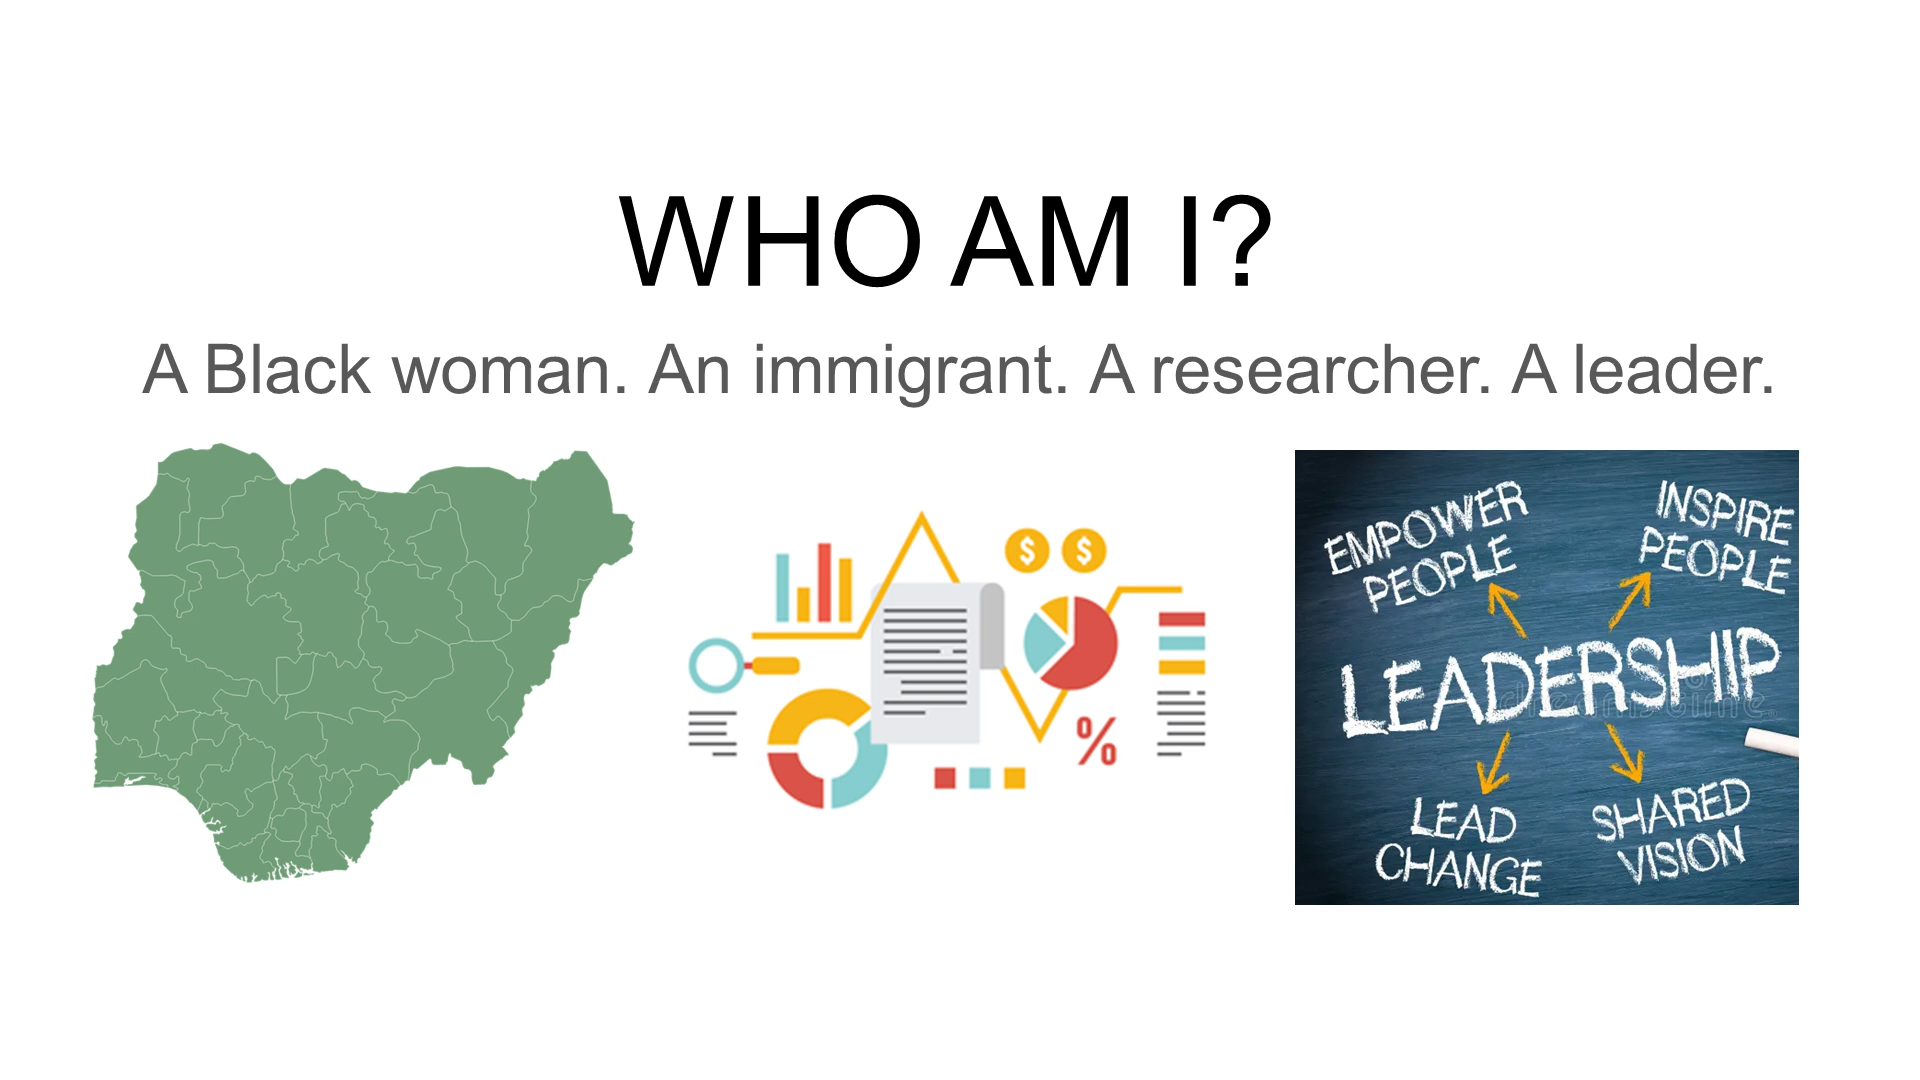 WHO AM I?
A Black woman. An immigrant. A researcher. A leader.
$ $
%
EMPOWER
PEOPLE
INSPIRE
PEOPLE
LEADERSHIP
LEAD
CHANGE
SHARED
VISION